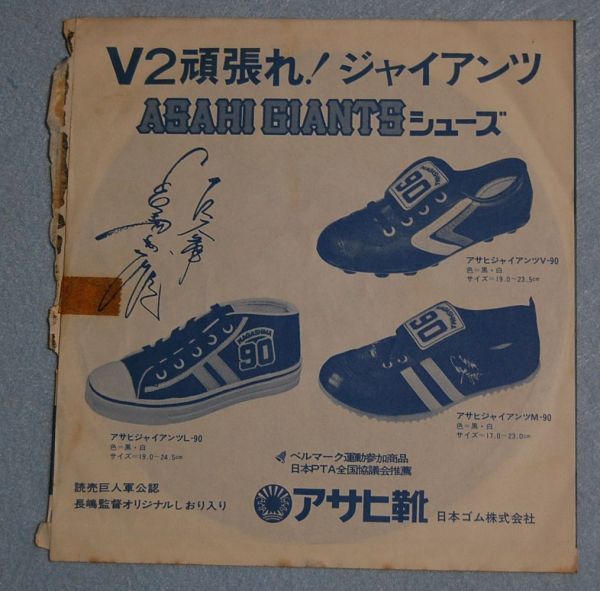 V2頑張れ!ジャイアンツ
ASAHI GIANTSシューズ
90
アサヒジャイアンツV-90
色=黒・白
サイズ=19.0~23.5cm
NAGASHIMA
90
90
アサヒジャイアンツL-90
色=黒・白
サイズ=19.0~24.5cm
アサヒジャイアンツM-90
色=黒・白
サイズ=17.0~23.0cm
ベルマーク運動参加商品
日本PTA全国協議会推薦
読売巨人軍公認
長嶋監督オリジナルしおり入り
アサヒ靴 日本ゴム株式会社